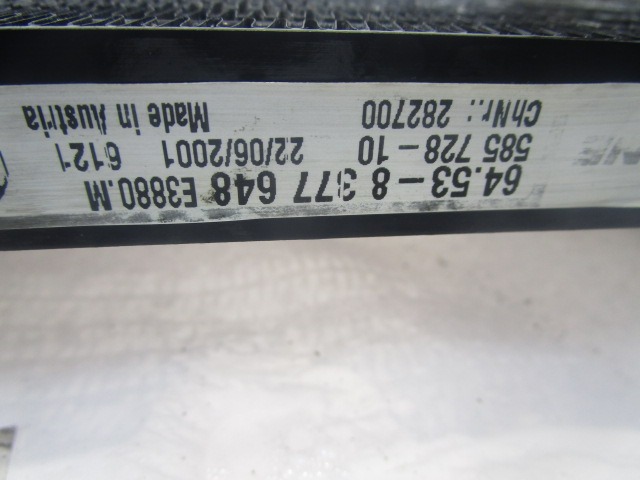 64.53-8 377 648 E3880.M
585 728-10 22/06/2001 6121
ChNr.: 282700 Made in Austria